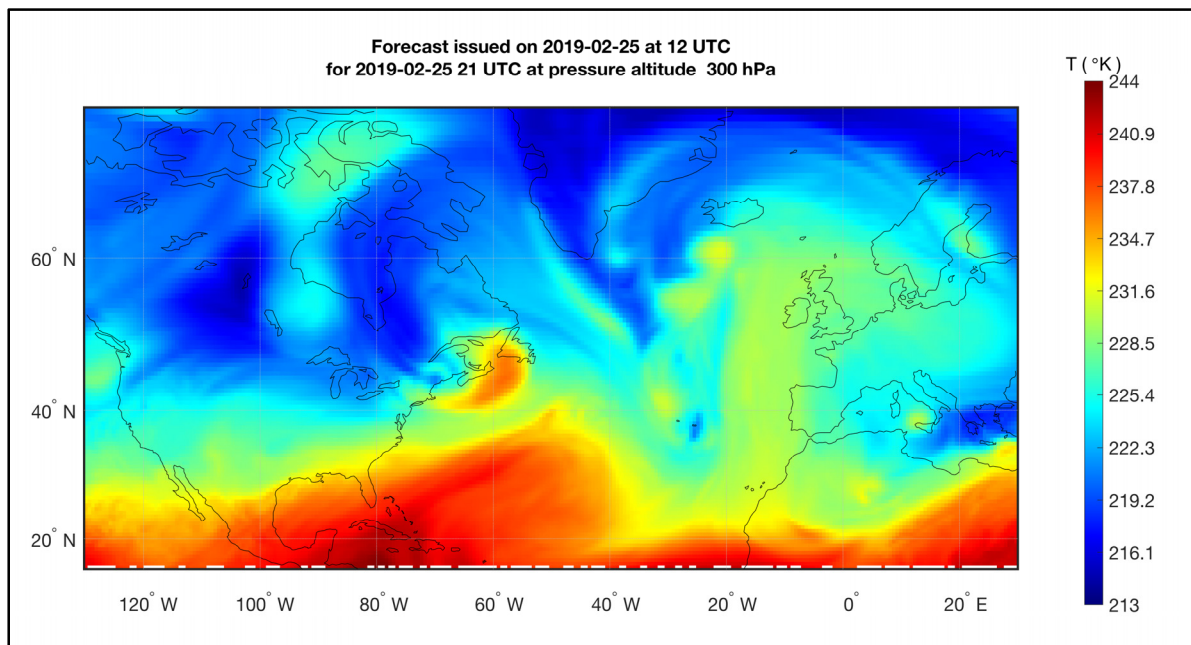 Forecast issued on 2019-02-25 at 12 UTC
for 2019-02-25 21 UTC at pressure altitude  300 hPa
T ( °K)
244
240.9
237.8
234.7
231.6
228.5
225.4
222.3
219.2
216.1
213
60° N
40° N
20° N
120° W
100° W
80° W
60° W
40° W
20° W
0°
20° E